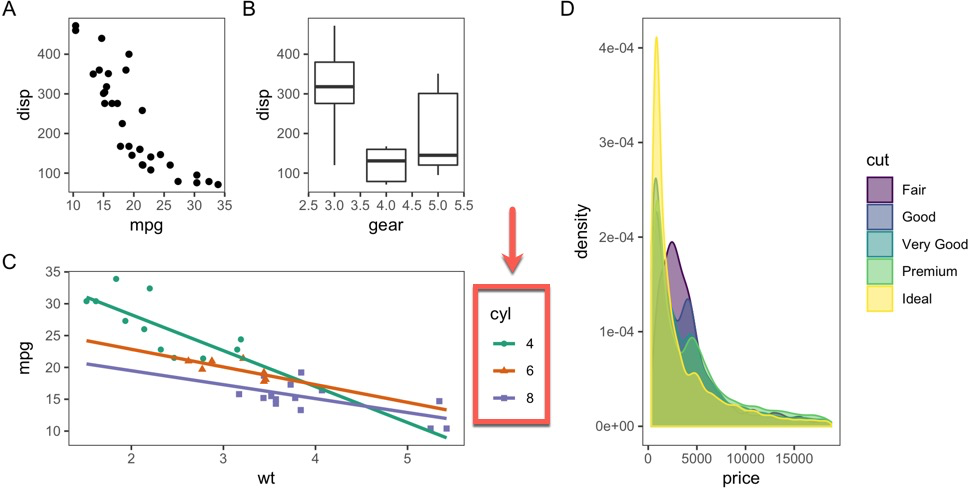 A
disp
400
300
200
100
10 15 20 25 30 35
mpg
B
disp
400
300
200
100
2.5 3.0 3.5 4.0 4.5 5.0 5.5
gear
C
mpg
35
30
25
20
15
10
2 3 4 5
wt
cyl
4
6
8
D
density
4e-04
3e-04
2e-04
1e-04
0e+00
0 5000 10000 15000
price
cut
Fair
Good
Very Good
Premium
Ideal